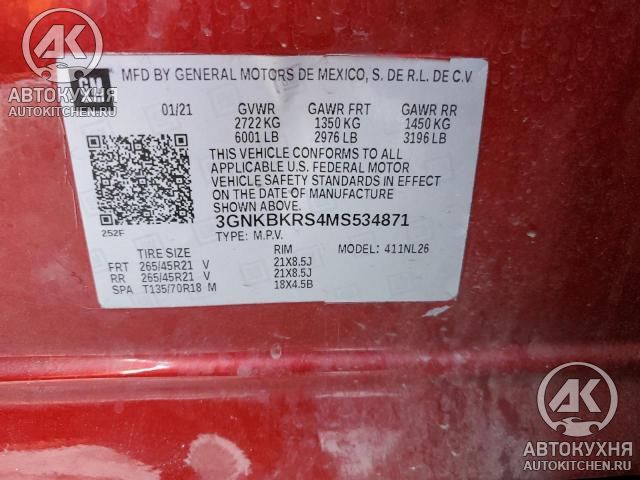 GM
MFD BY GENERAL MOTORS DE MEXICO, S. DE R.L. DE C.V
01/21 GVWR GAWR FRT GAWR RR
2722 KG 1350 KG 1450 KG
6001 LB 2976 LB 3196 LB
THIS VEHICLE CONFORMS TO ALL
APPLICABLE U.S. FEDERAL MOTOR
VEHICLE SAFETY STANDARDS IN EFFECT
ON THE DATE OF MANUFACTURE
SHOWN ABOVE.
3GNKBKRS4MS534871
252F
TYPE: M.P.V.
TIRE SIZE RIM MODEL: 411NL26
FRT 265/45R21 V 21X8.5J
RR 265/45R21 V 21X8.5J
SPA T135/70R18 M 18X4.5B
АК
АВТОКУХНЯ
AUTOKITCHEN.RU
АК
АВТОКУХНЯ
AUTOKITCHEN.RU